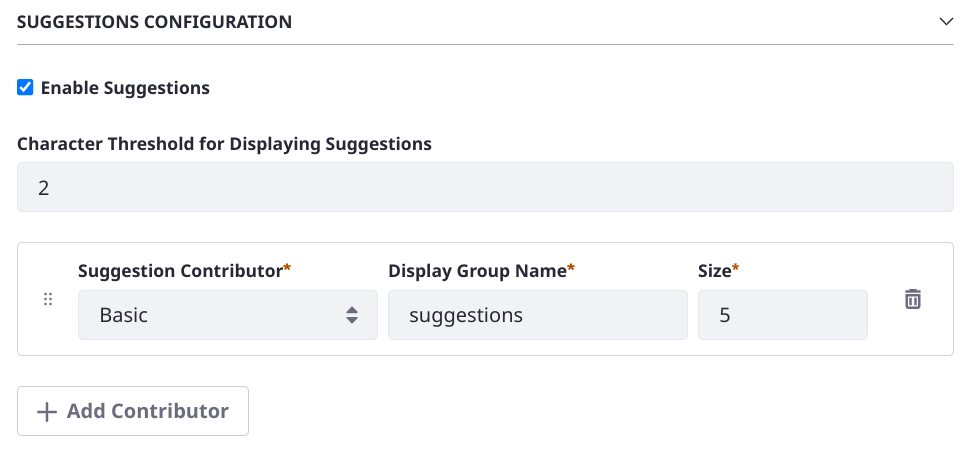 SUGGESTIONS CONFIGURATION
Enable Suggestions
Character Threshold for Displaying Suggestions
2
Suggestion Contributor* Display Group Name* Size*
Basic suggestions 5
Add Contributor